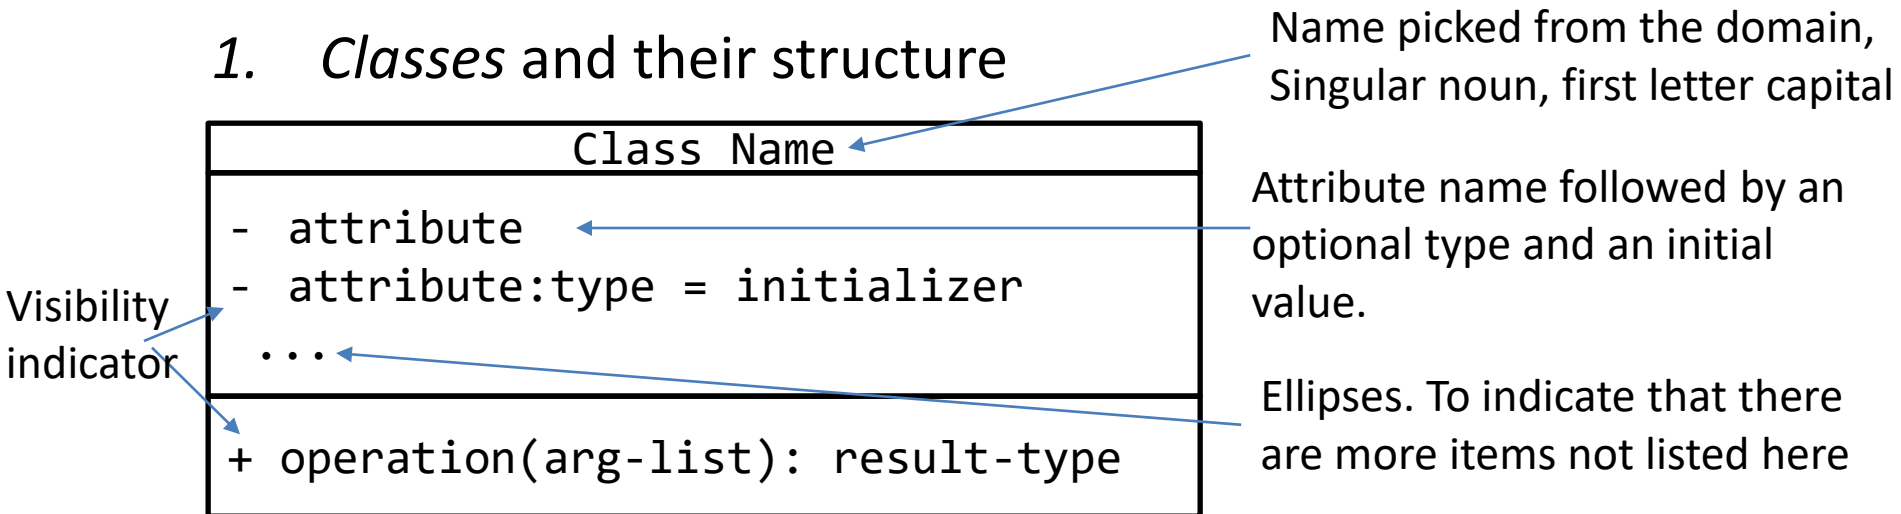 1. Classes and their structure
Name picked from the domain,
Singular noun, first letter capital
Class Name
- attribute
- attribute:type = initializer
...
+ operation(arg-list): result-type
Visibility
indicator
Attribute name followed by an
optional type and an initial
value.
Ellipses. To indicate that there
are more items not listed here